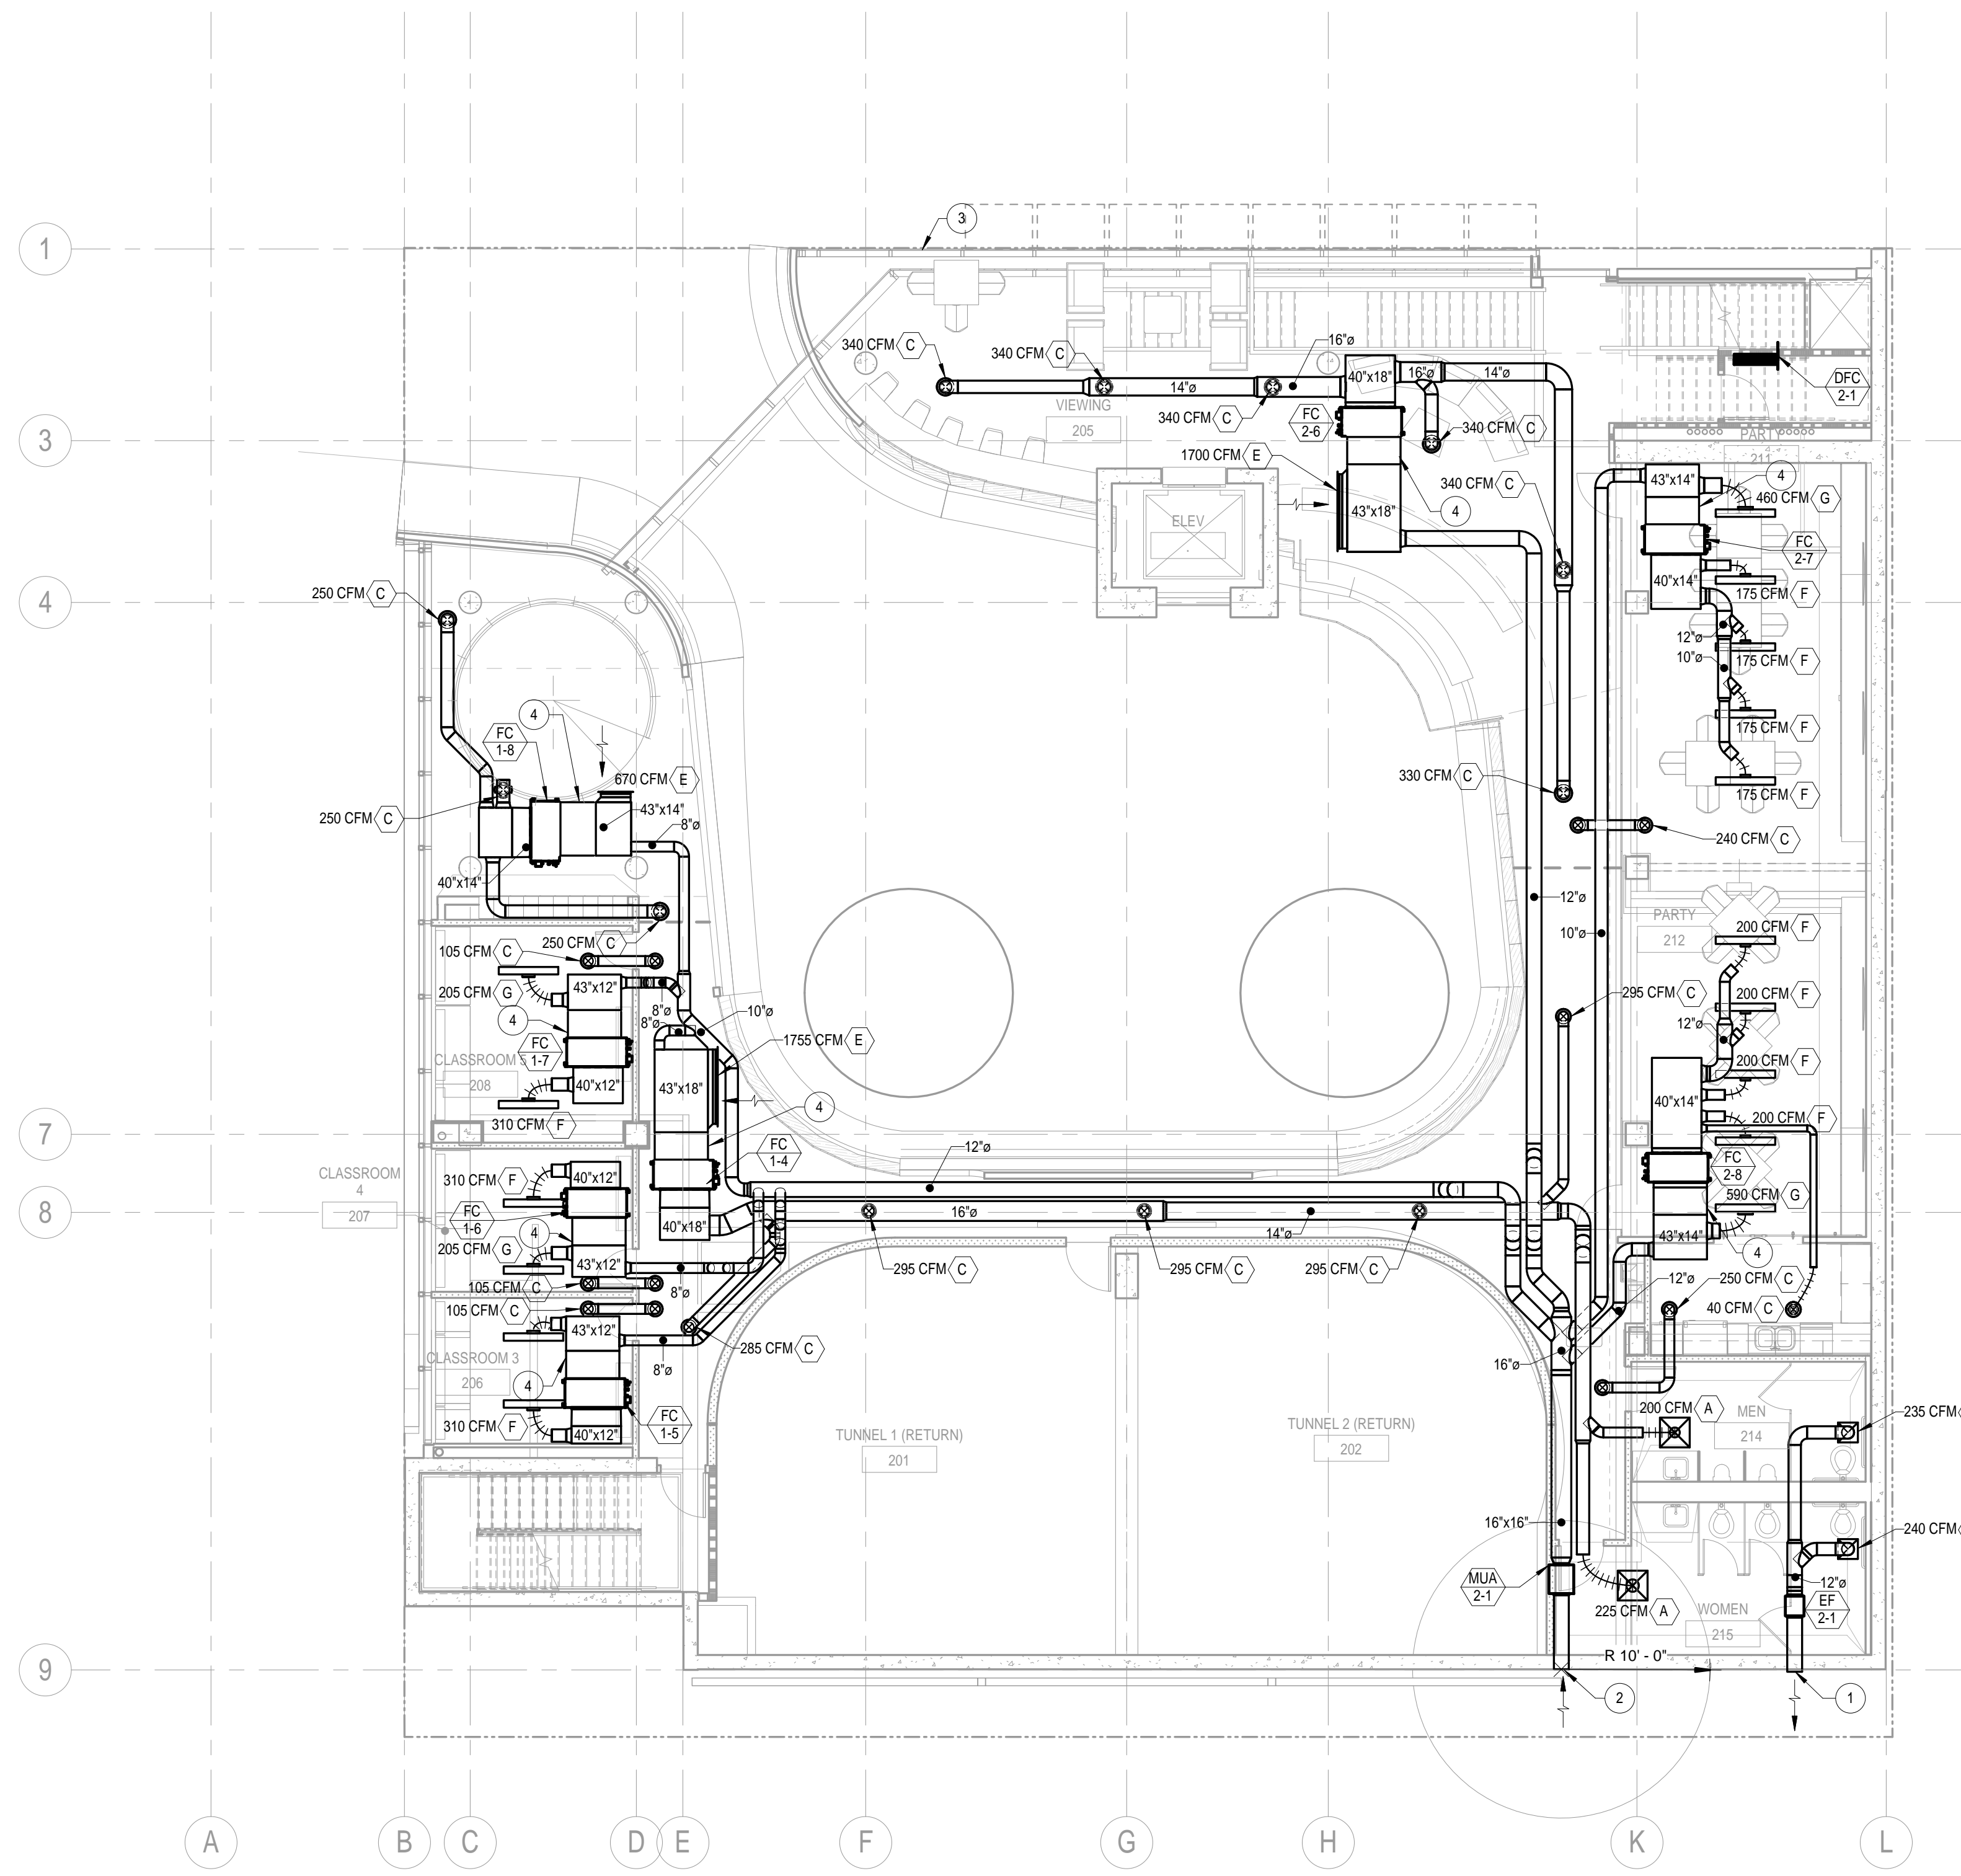 1
3
340 CFM C
340 CFM C
16"ø
40"x18"
16"ø
14"ø
14"ø
DFC
2-1
VIEWING
205
340 CFM C
FC
2-6
340 CFM C
3
PARTY
211
1700 CFM E
4
340 CFM C
43"x14"
460 CFM G
ELEV
43"x18"
4
FC
2-7
40"x14"
175 CFM F
4
250 CFM C
12"ø
10"ø
175 CFM F
4
FC
1-8
175 CFM F
670 CFM E
330 CFM C
175 CFM F
43"x14"
8"ø
250 CFM C
240 CFM C
40"x14"
12"ø
PARTY
212
200 CFM F
10"ø
250 CFM C
105 CFM C
43"x12"
205 CFM G
8"ø
10"ø
8"ø
4
295 CFM C
200 CFM F
12"ø
1755 CFM E
FC
1-7
CLASSROOM 5
208
40"x12"
43"x18"
200 CFM F
40"x14"
4
310 CFM F
200 CFM F
7
FC
1-4
12"ø
FC
2-8
CLASSROOM
4
207
310 CFM F
40"x12"
590 CFM G
FC
1-6
8
40"x18"
16"ø
14"ø
43"x14"
4
4
205 CFM G
43"x12"
295 CFM C
295 CFM C
295 CFM C
12"ø
250 CFM C
105 CFM C
8"ø
40 CFM C
105 CFM C
43"x12"
285 CFM C
CLASSROOM 3
206
8"ø
16"ø
4
FC
1-5
200 CFM A
MEN
214
235 CFM
310 CFM F
40"x12"
TUNNEL 1 (RETURN)
201
TUNNEL 2 (RETURN)
202
16"x16"
240 CFM
MUA
2-1
12"ø
EF
2-1
225 CFM A
WOMEN
215
9
R 10' - 0"
2
1
A
B
C
D
E
F
G
H
K
L